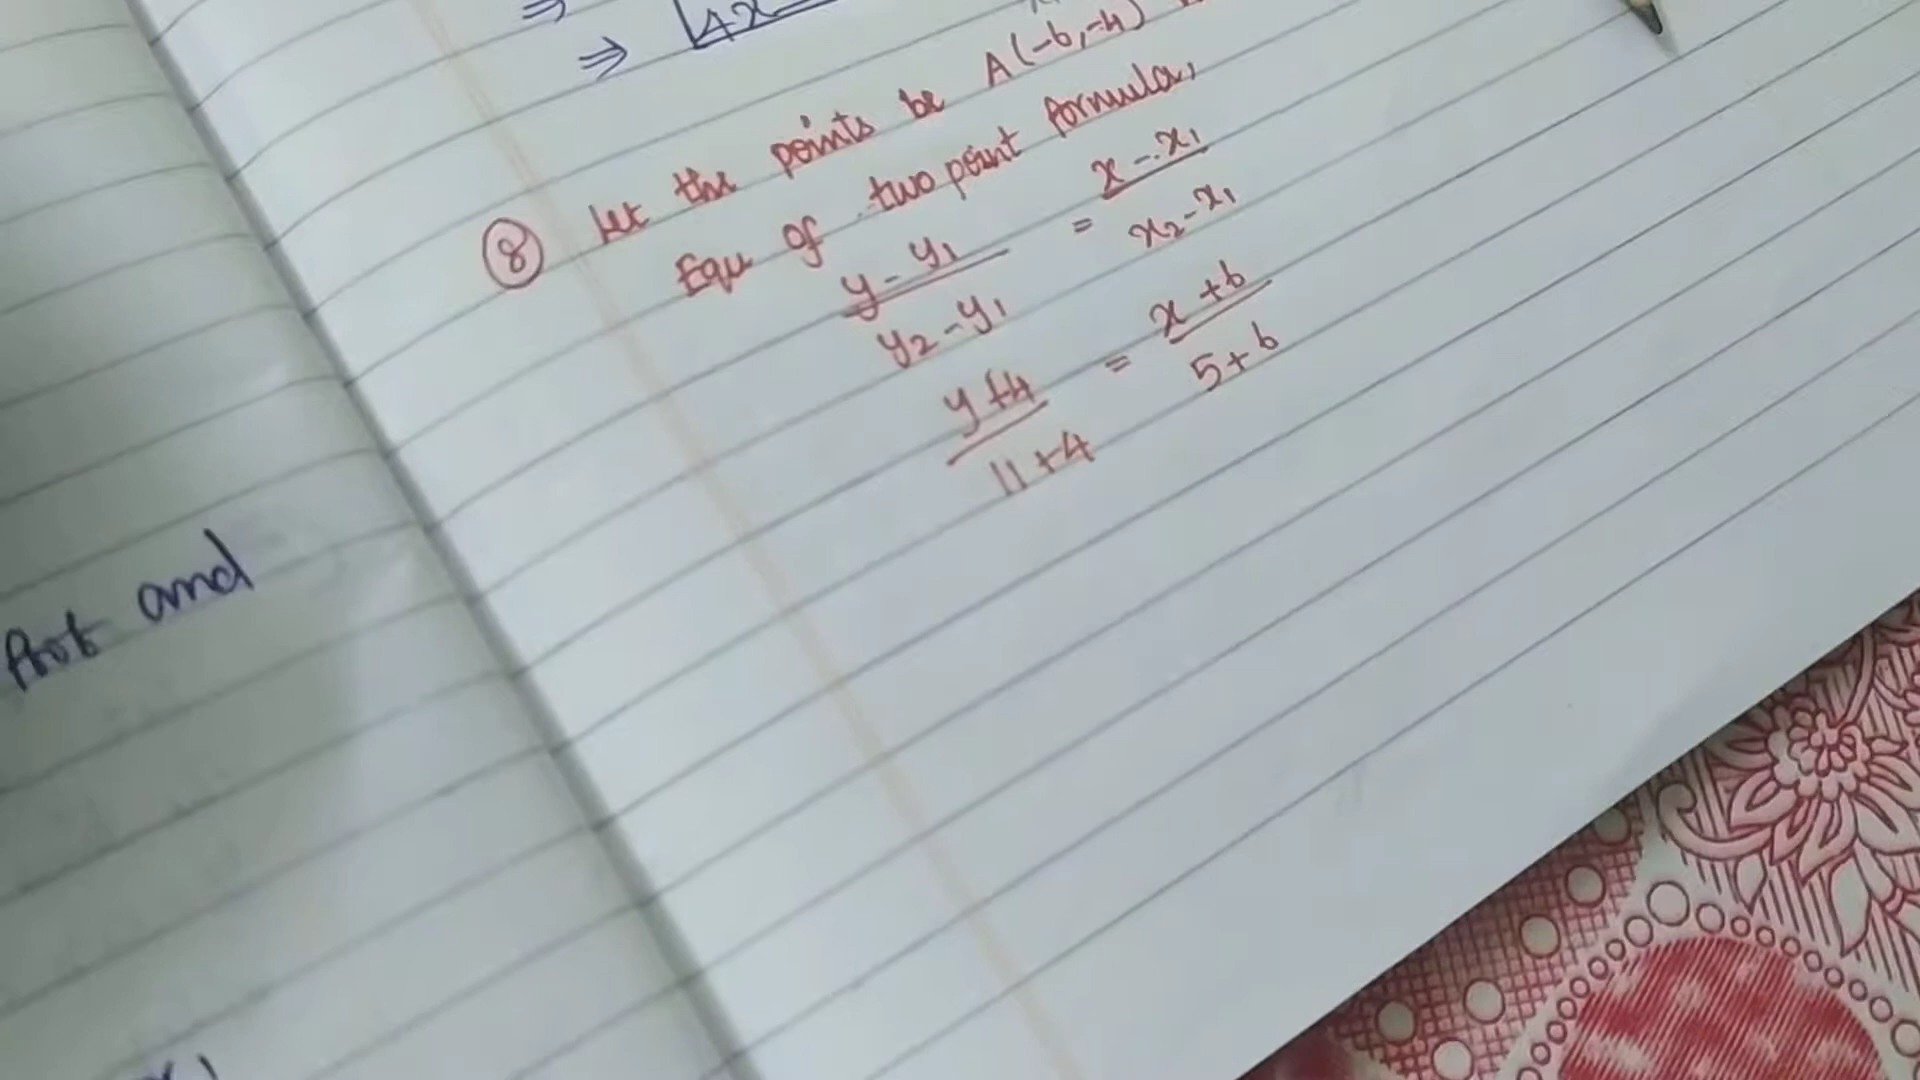 ⇒
⇒ 4x
⑧ Let the points be A(-6,-4)
Equ of two point formula,
y - y₁ / y₂ - y₁ = x - x₁ / x₂ - x₁
y+4 / 11+4 = x+6 / 5+6
and